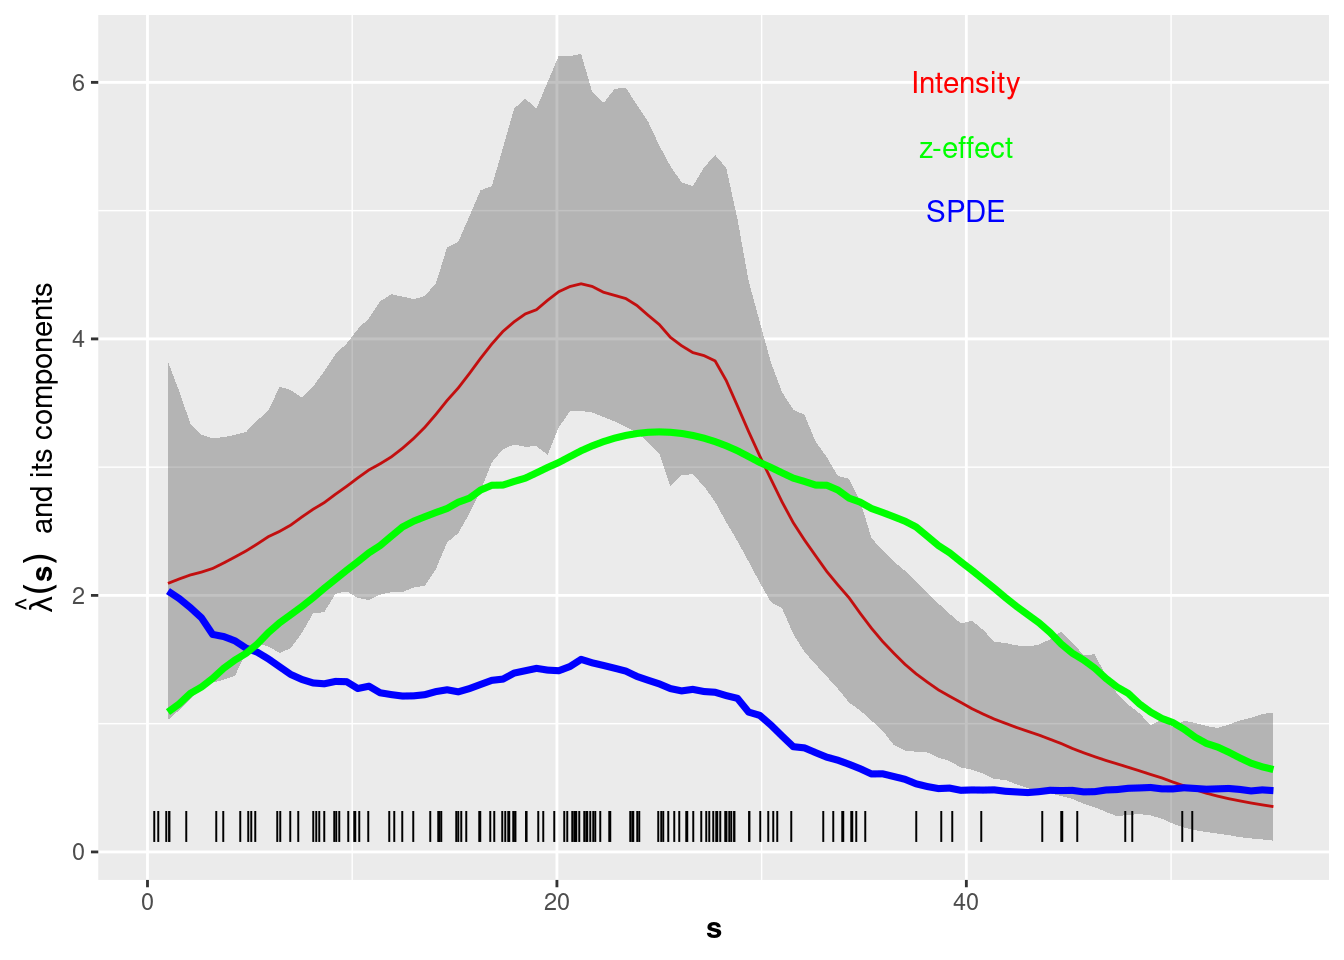 Intensity
z-effect
SPDE
6
4
2
0
0 20 40
s
λ̂(s) and its components